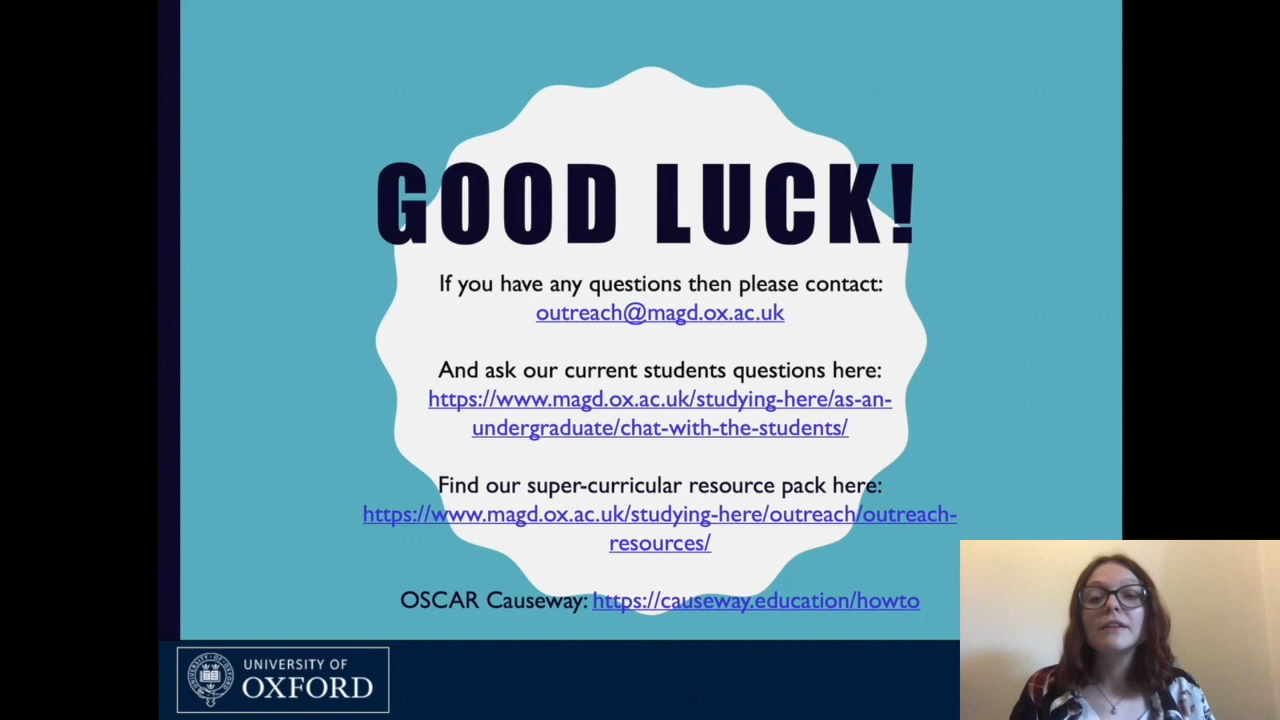 GOOD LUCK!
If you have any questions then please contact:
outreach@magd.ox.ac.uk
And ask our current students questions here:
https://www.magd.ox.ac.uk/studying-here/as-an-
undergraduate/chat-with-the-students/
Find our super-curricular resource pack here:
https://www.magd.ox.ac.uk/studying-here/outreach/outreach-
resources/
OSCAR Causeway: https://causeway.education/howto
UNIVERSITY OF
OXFORD